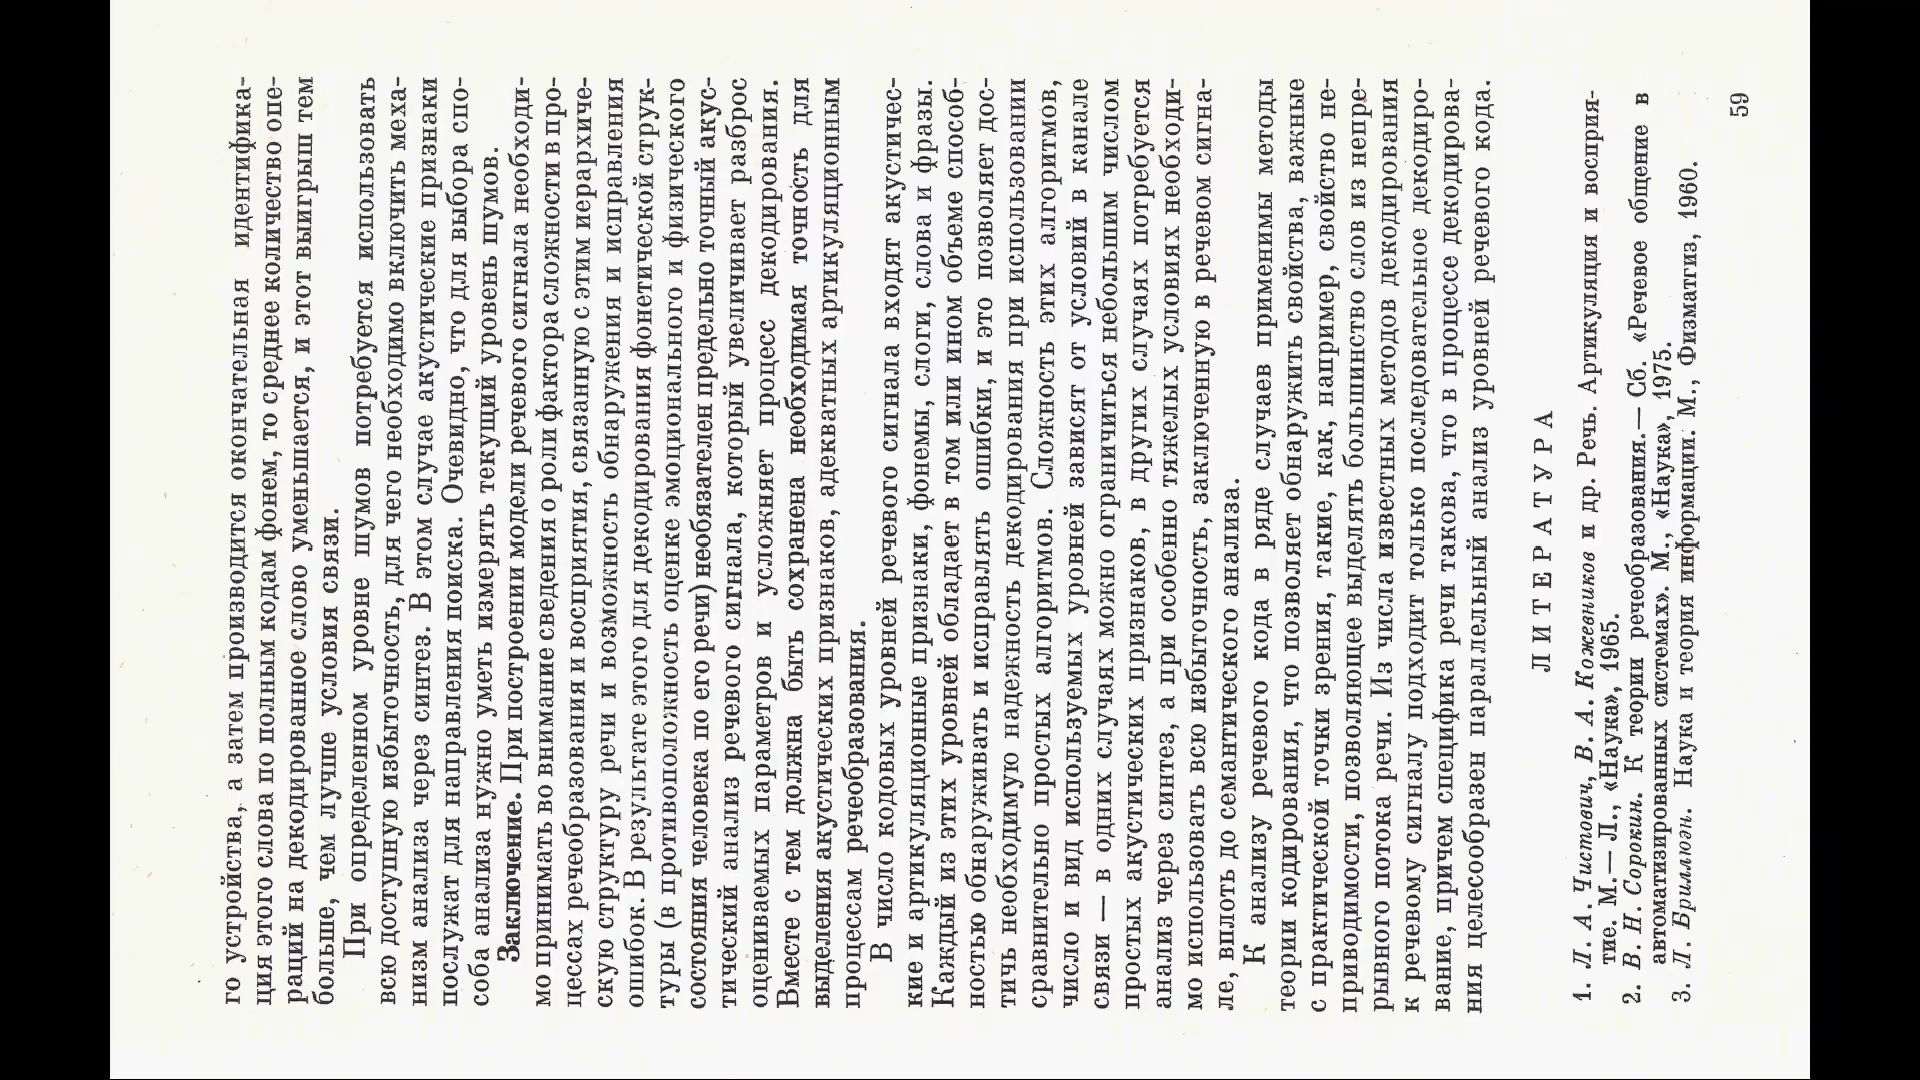 го устройства, а затем производится окончательная идентифика-
ция этого слова по полным кодам фонем, то среднее количество опе-
раций на декодированное слово уменьшается, и этот выигрыш тем
больше, чем лучше условия связи.
При определенном уровне шумов потребуется использовать
всю доступную избыточность, для чего необходимо включить меха-
низм анализа через синтез. В этом случае акустические признаки
послужат для направления поиска. Очевидно, что для выбора спо-
соба анализа нужно уметь измерять текущий уровень шумов.
Заключение. При построении модели речевого сигнала необходи-
мо принимать во внимание сведения о роли фактора сложности в про-
цессах речеобразования и восприятия, связанную с этим иерархиче-
скую структуру речи и возможность обнаружения и исправления
ошибок. В результате этого для декодирования фонетической струк-
туры (в противоположность оценке эмоционального и физического
состояния человека по его речи) необязателен предельно точный акус-
тический анализ речевого сигнала, который увеличивает разброс
оцениваемых параметров и усложняет процесс декодирования.
Вместе с тем должна быть сохранена необходимая точность для
выделения акустических признаков, адекватных артикуляционным
процессам речеобразования.
В число кодовых уровней речевого сигнала входят акустичес-
кие и артикуляционные признаки, фонемы, слоги, слова и фразы.
Каждый из этих уровней обладает в том или ином объеме способ-
ностью обнаруживать и исправлять ошибки, и это позволяет дос-
тичь необходимую надежность декодирования при использовании
сравнительно простых алгоритмов. Сложность этих алгоритмов,
число и вид используемых уровней зависят от условий в канале
связи — в одних случаях можно ограничиться небольшим числом
простых акустических признаков, в других случаях потребуется
анализ через синтез, а при особенно тяжелых условиях необходи-
мо использовать всю избыточность, заключенную в речевом сигна-
ле, вплоть до семантического анализа.
К анализу речевого кода в ряде случаев применимы методы
теории кодирования, что позволяет обнаружить свойства, важные
с практической точки зрения, такие, как, например, свойство не-
приводимости, позволяющее выделять большинство слов из непре-
рывного потока речи. Из числа известных методов декодирования
к речевому сигналу подходит только последовательное декодиро-
вание, причем специфика речи такова, что в процессе декодирова-
ния целесообразен параллельный анализ уровней речевого кода.
ЛИТЕРАТУРА
1. Л. А. Чистович, В. А. Кожевников и др. Речь. Артикуляция и восприя-
тие. М.— Л., «Наука», 1965.
2. В. Н. Сорокин. К теории речеобразования.— Сб. «Речевое общение в
автоматизированных системах». М., «Наука», 1975.
3. Л. Бриллюэн. Наука и теория информации. М., Физматгиз, 1960.
59